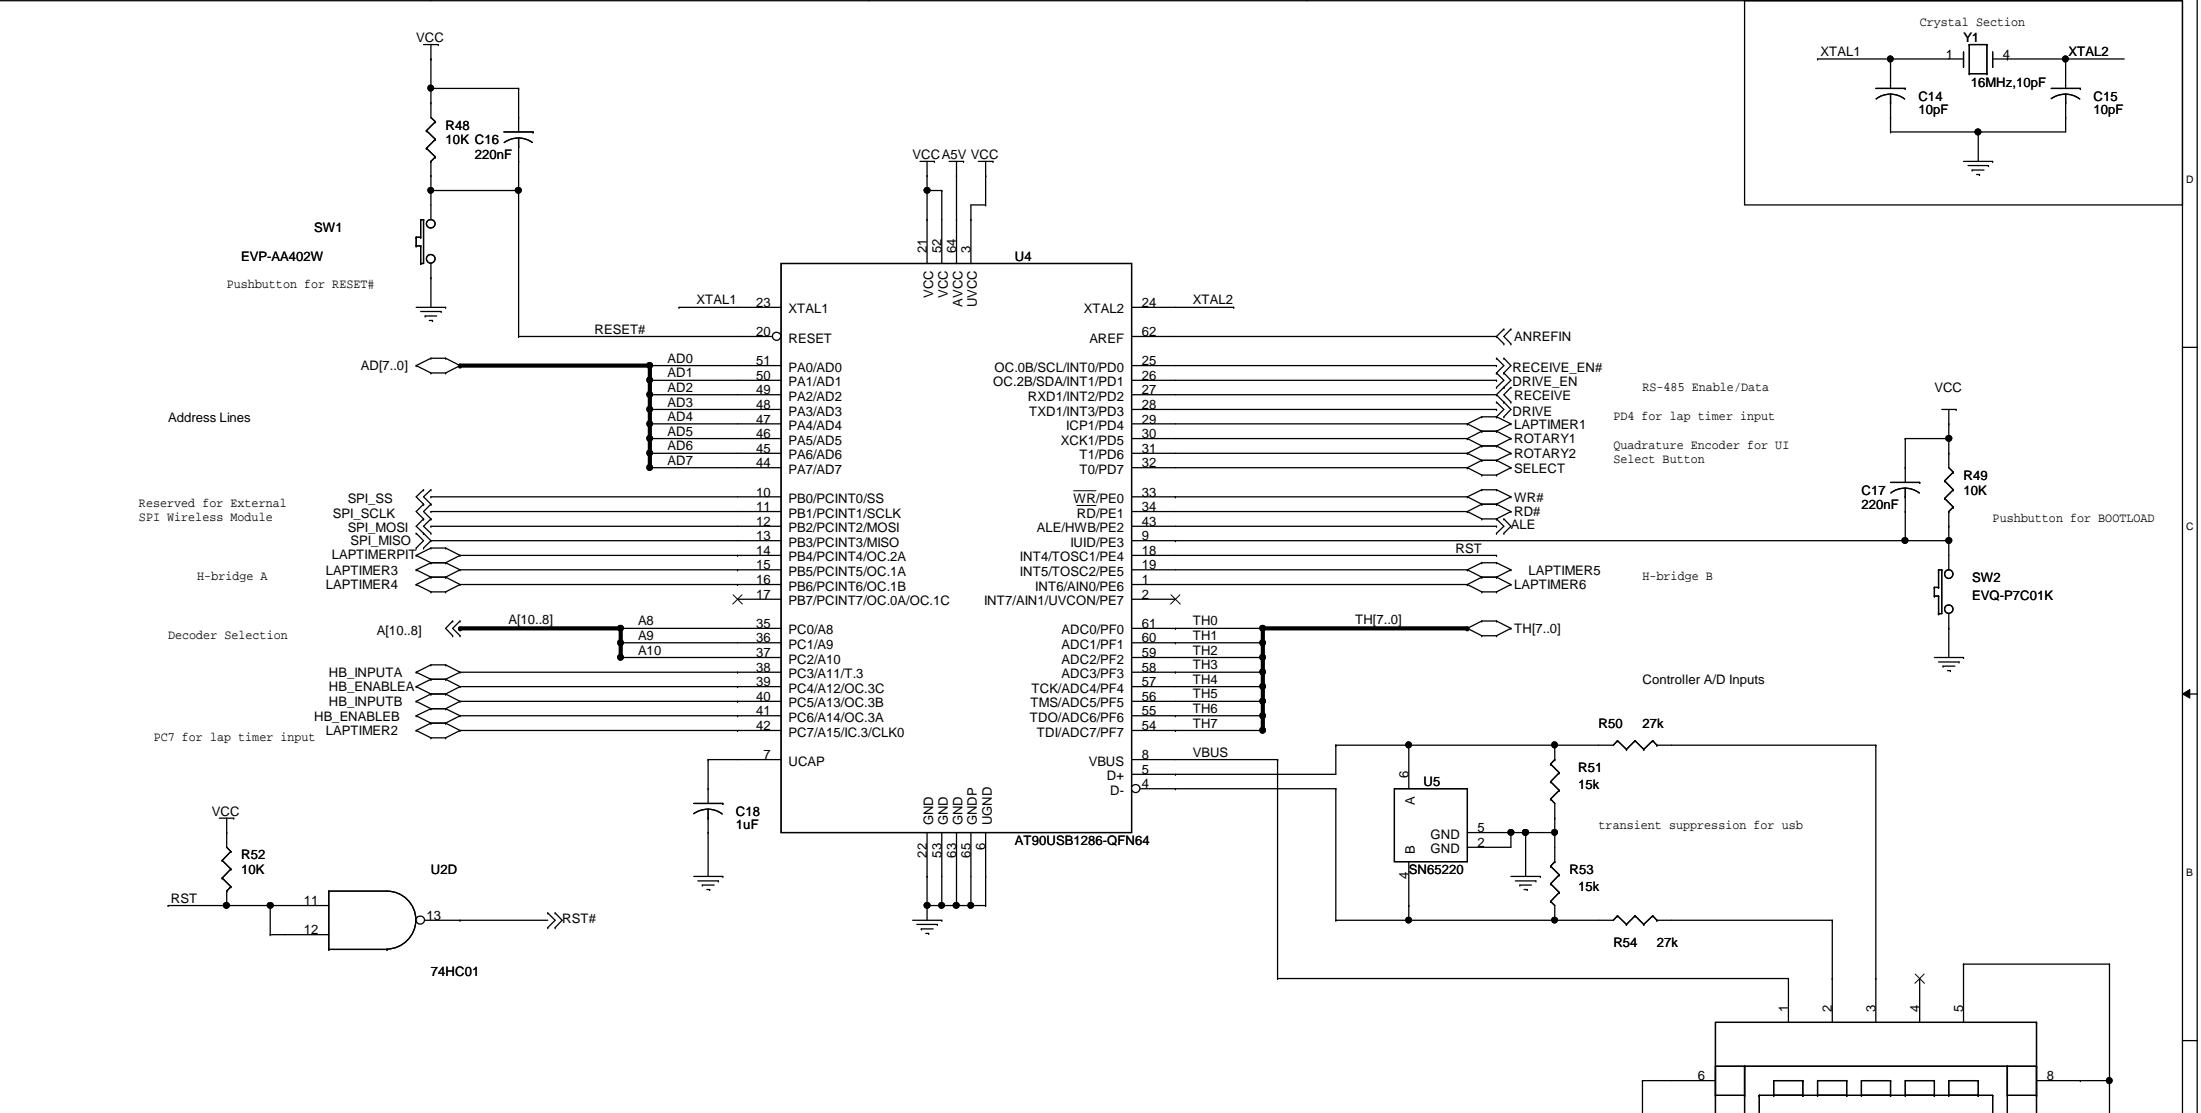 Crystal Section
XTAL1
1
Y1
4
XTAL2
16MHz,10pF
C14
10pF
C15
10pF
D
VCC
R48
10K
C16
220nF
SW1
EVP-AA402W
Pushbutton for RESET#
VCC
A5V
VCC
21
52
64
3
U4
VCC
VCC
AVCC
UVCC
XTAL1
23
XTAL1
RESET#
20
RESET
AD[7..0]
AD0
51
PA0/AD0
AD1
50
PA1/AD1
AD2
49
PA2/AD2
AD3
48
PA3/AD3
AD4
47
PA4/AD4
AD5
46
PA5/AD5
AD6
45
PA6/AD6
AD7
44
PA7/AD7
Address Lines
Reserved for External
SPI Wireless Module
SPI_SS
10
PB0/PCINT0/SS
SPI_SCLK
11
PB1/PCINT1/SCLK
SPI_MOSI
12
PB2/PCINT2/MOSI
SPI_MISO
13
PB3/PCINT3/MISO
LAPTIMERPIT
14
PB4/PCINT4/OC.2A
H-bridge A
LAPTIMER3
15
PB5/PCINT5/OC.1A
LAPTIMER4
16
PB6/PCINT6/OC.1B
17
PB7/PCINT7/OC.0A/OC.1C
Decoder Selection
A[10..8]
A[10..8]
A8
35
PC0/A8
A9
36
PC1/A9
A10
37
PC2/A10
HB_INPUTA
38
PC3/A11/T.3
HB_ENABLEA
39
PC4/A12/OC.3C
HB_INPUTB
40
PC5/A13/OC.3B
HB_ENABLEB
41
PC6/A14/OC.3A
PC7 for lap timer input
LAPTIMER2
42
PC7/A15/IC.3/CLK0
7
UCAP
C18
1uF
XTAL2
24
XTAL2
AREF
62
ANREFIN
OC.0B/SCL/INT0/PD0
25
RECEIVE_EN#
OC.2B/SDA/INT1/PD1
26
DRIVE_EN
RXD1/INT2/PD2
27
RECEIVE
TXD1/INT3/PD3
28
DRIVE
ICP1/PD4
29
LAPTIMER1
XCK1/PD5
30
ROTARY1
T1/PD6
31
ROTARY2
T0/PD7
32
SELECT
RS-485 Enable/Data
PD4 for lap timer input
Quadrature Encoder for UI
Select Button
WR/PE0
33
WR#
RD/PE1
34
RD#
ALE/HWB/PE2
43
ALE
IUID/PE3
9
INT4/TOSC1/PE4
18
RST
INT5/TOSC2/PE5
19
LAPTIMER5
INT6/AIN0/PE6
1
LAPTIMER6
INT7/AIN1/UVCON/PE7
2
H-bridge B
VCC
C17
220nF
R49
10K
Pushbutton for BOOTLOAD
C
SW2
EVQ-P7C01K
ADC0/PF0
61
TH0
ADC1/PF1
60
TH1
ADC2/PF2
59
TH2
ADC3/PF3
58
TH3
TCK/ADC4/PF4
57
TH4
TMS/ADC5/PF5
56
TH5
TDO/ADC6/PF6
55
TH6
TDI/ADC7/PF7
54
TH7
TH[7..0]
TH[7..0]
Controller A/D Inputs
VBUS
8
VBUS
D+
5
D-
4
GND
GND
GND
GNDP
UGND
22
53
63
65
6
AT90USB1286-QFN64
R50 27k
R51
15k
6
U5
A
B
GND
5
GND
2
4
SN65220
transient suppression for usb
R53
15k
R54 27k
B
VCC
R52
10K
U2D
RST
11
12
13
RST#
74HC01
1
2
3
4
5
6
8